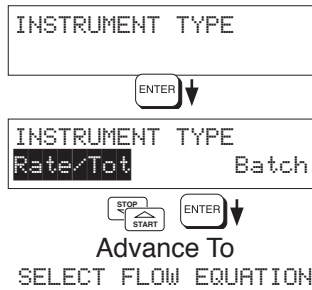 INSTRUMENT TYPE
ENTER
INSTRUMENT TYPE
Rate/Tot Batch
STOP
START
ENTER
Advance To
SELECT FLOW EQUATION